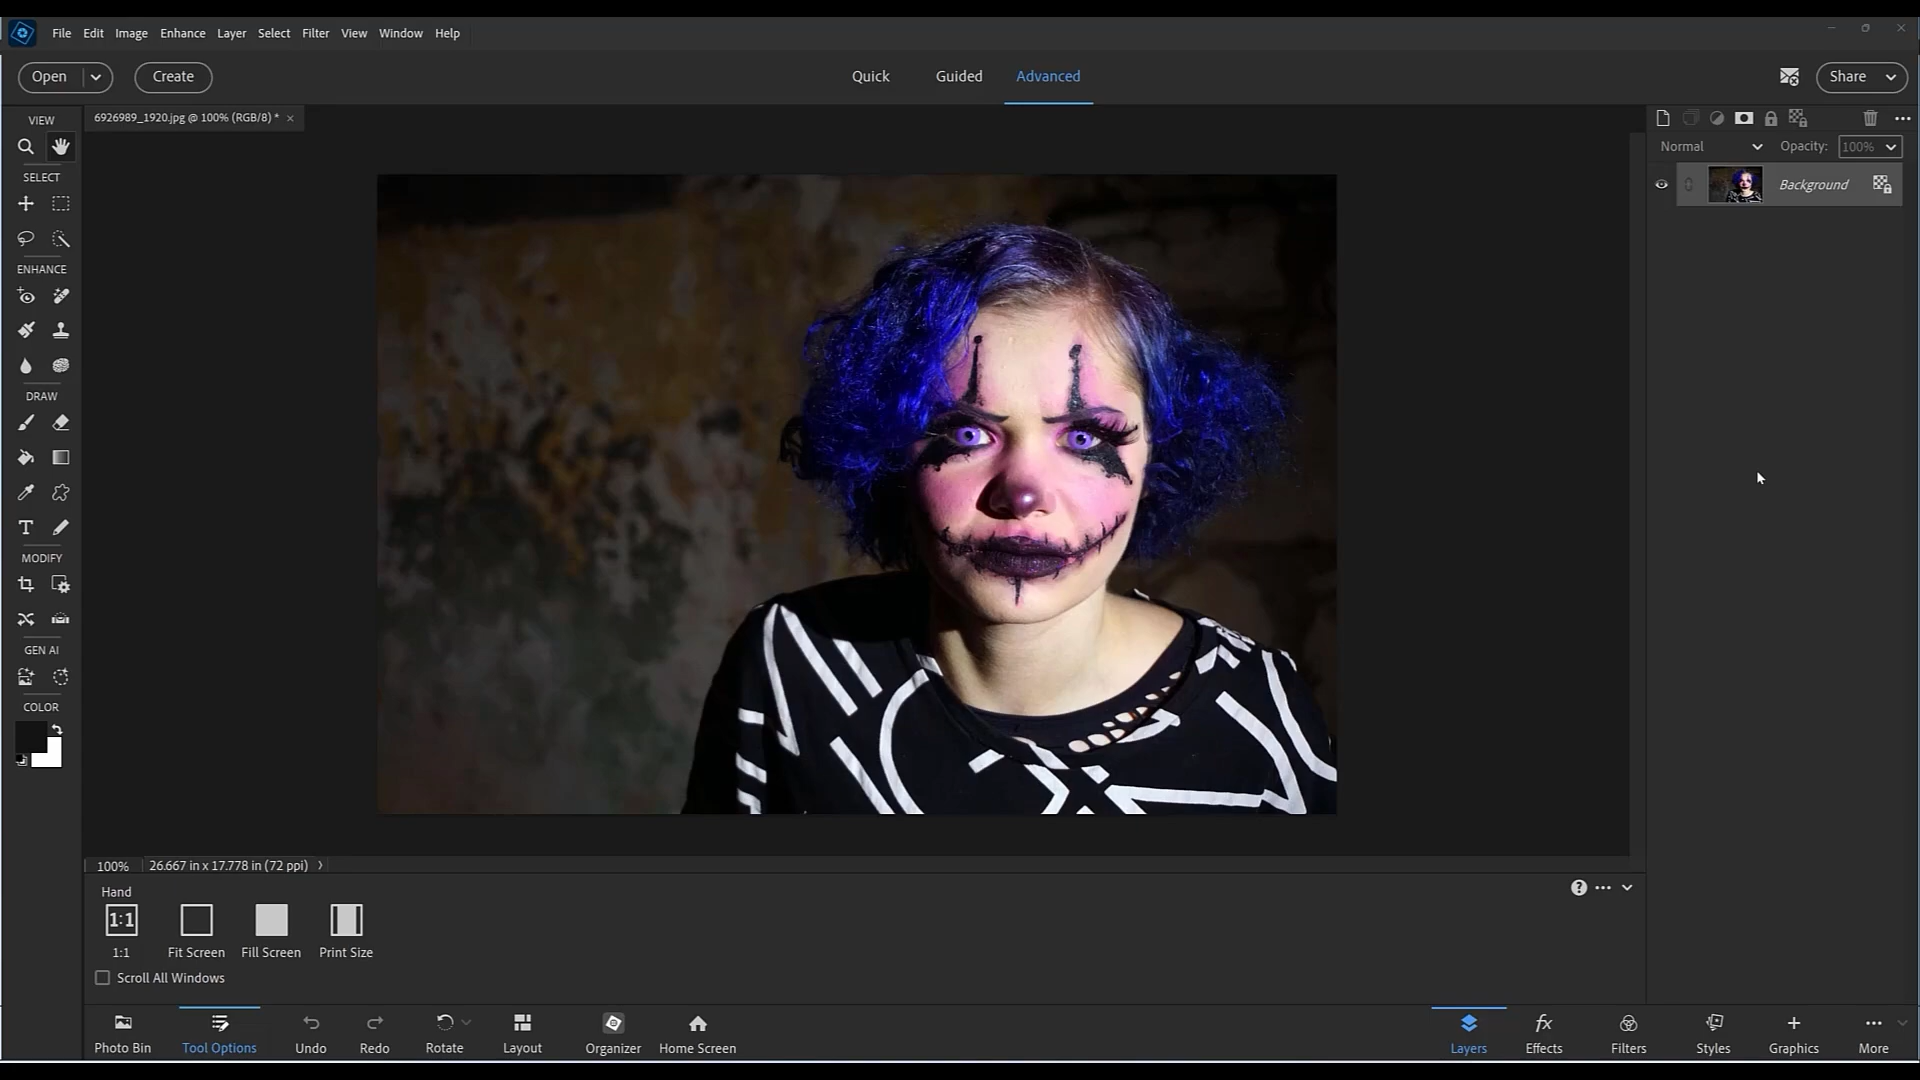 File Edit Image Enhance Layer Select Filter View Window Help
Open Create Quick Guided Advanced Share
VIEW
6926989_1920.jpg @ 100% (RGB/8) *
Normal Opacity: 100%
SELECT
Background
ENHANCE
DRAW
T
MODIFY
GEN AI
COLOR
100% 26.667 in x 17.778 in (72 ppi)
Hand
1:1
1:1 Fit Screen Fill Screen Print Size
Scroll All Windows
fx
Photo Bin Tool Options Undo Redo Rotate Layout Organizer Home Screen Layers Effects Filters Styles Graphics More